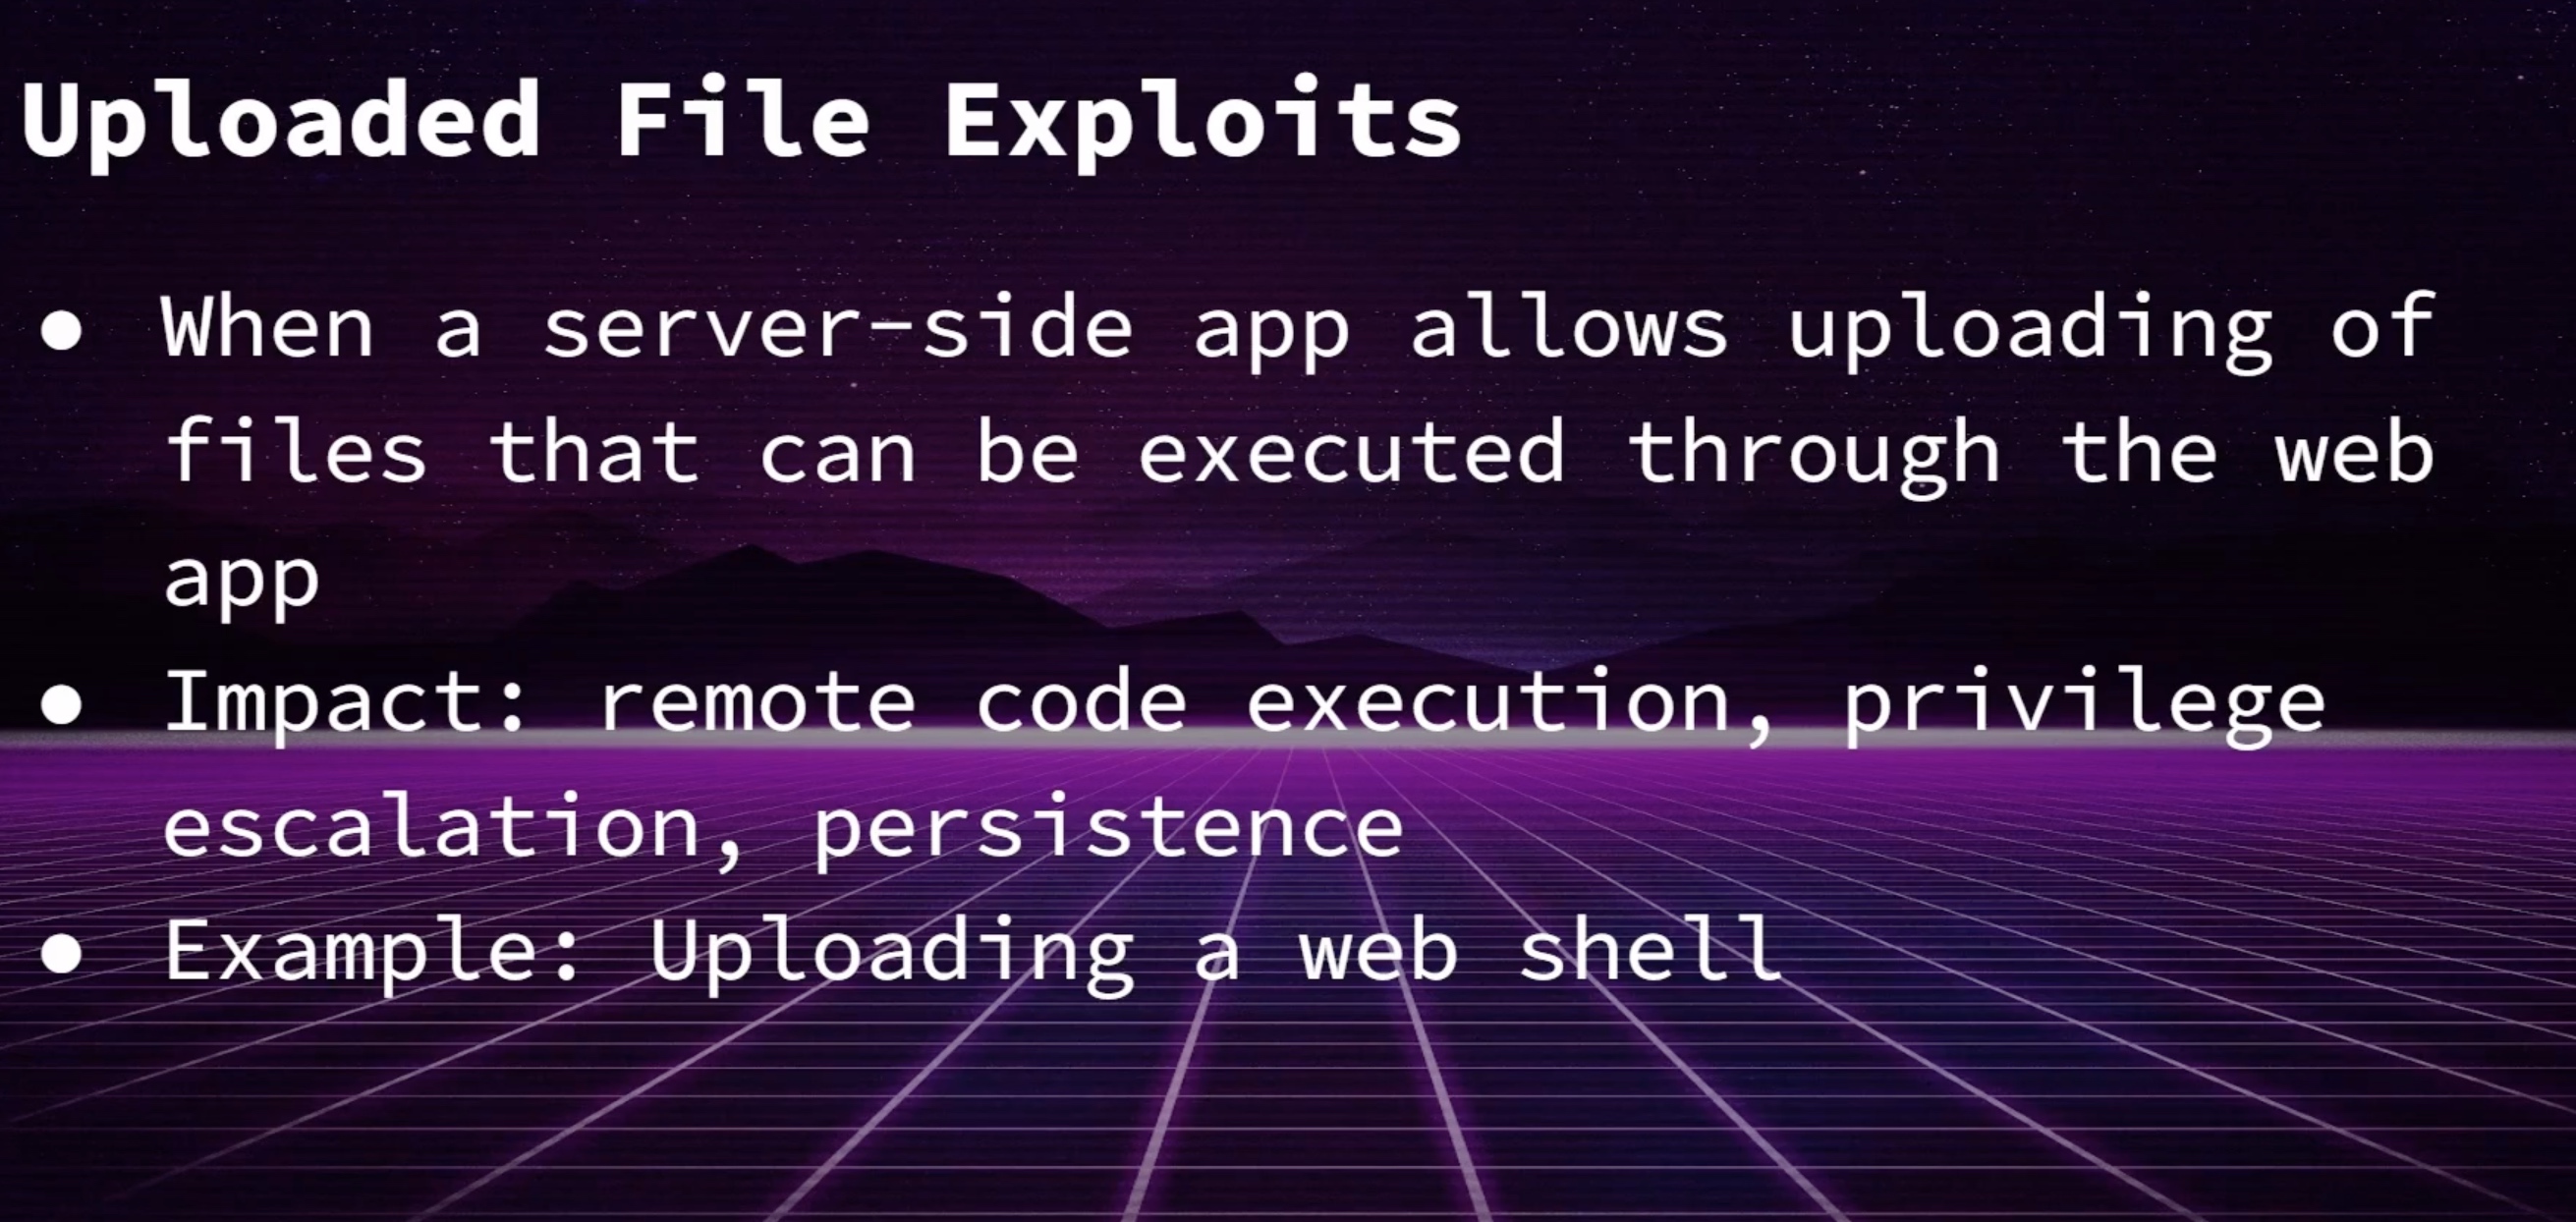 Uploaded File Exploits
● When a server-side app allows uploading of
files that can be executed through the web
app
● Impact: remote code execution, privilege
escalation, persistence
● Example: Uploading a web shell